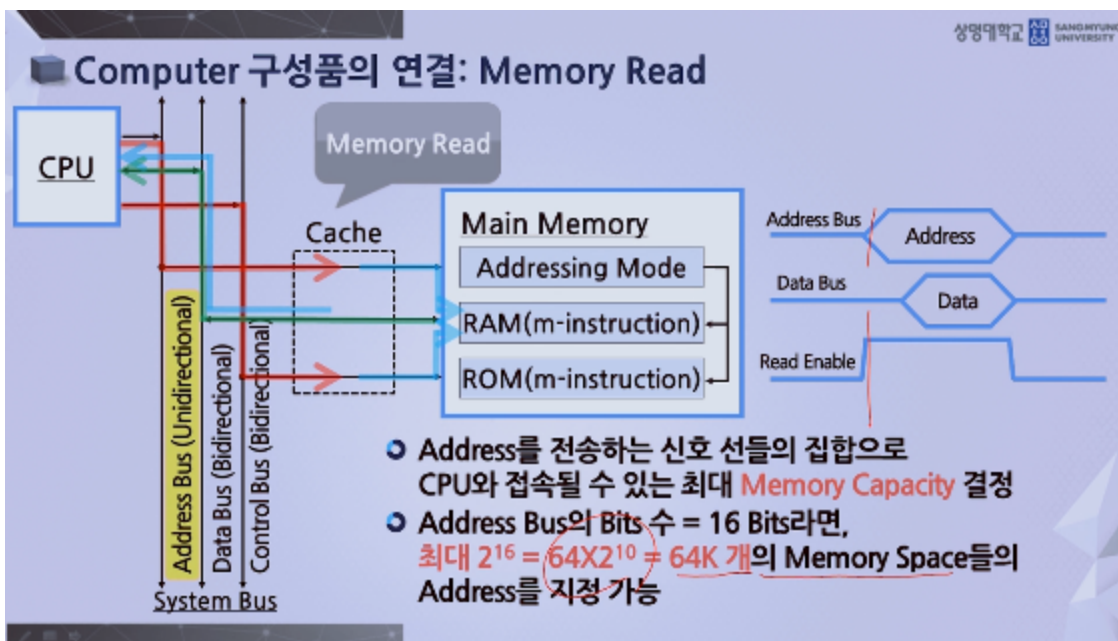 상명대학교 SANGMYUNG
UNIVERSITY
Computer 구성품의 연결: Memory Read
CPU
Memory Read
Cache
Main Memory
Addressing Mode
RAM(m-instruction)
ROM(m-instruction)
Address Bus (Unidirectional)
Data Bus (Bidirectional)
Control Bus (Bidirectional)
System Bus
Address Bus
Address
Data Bus
Data
Read Enable
Address를 전송하는 신호 선들의 집합으로
CPU와 접속될 수 있는 최대 Memory Capacity 결정
Address Bus의 Bits 수 = 16 Bits라면,
최대 2¹⁶ = 64X2¹⁰ = 64K 개의 Memory Space들의
Address를 지정 가능